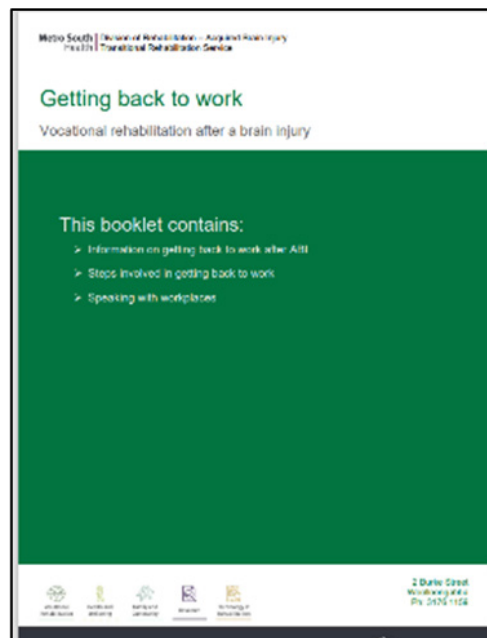 Metro South Health | Division of Rehabilitation – Acquired Brain Injury
Transitional Rehabilitation Service
Getting back to work
Vocational rehabilitation after a brain injury
This booklet contains:
➢ Information on getting back to work after ABI
➢ Steps involved in getting back to work
➢ Speaking with workplaces
2 Burke Street
Woolloongabba